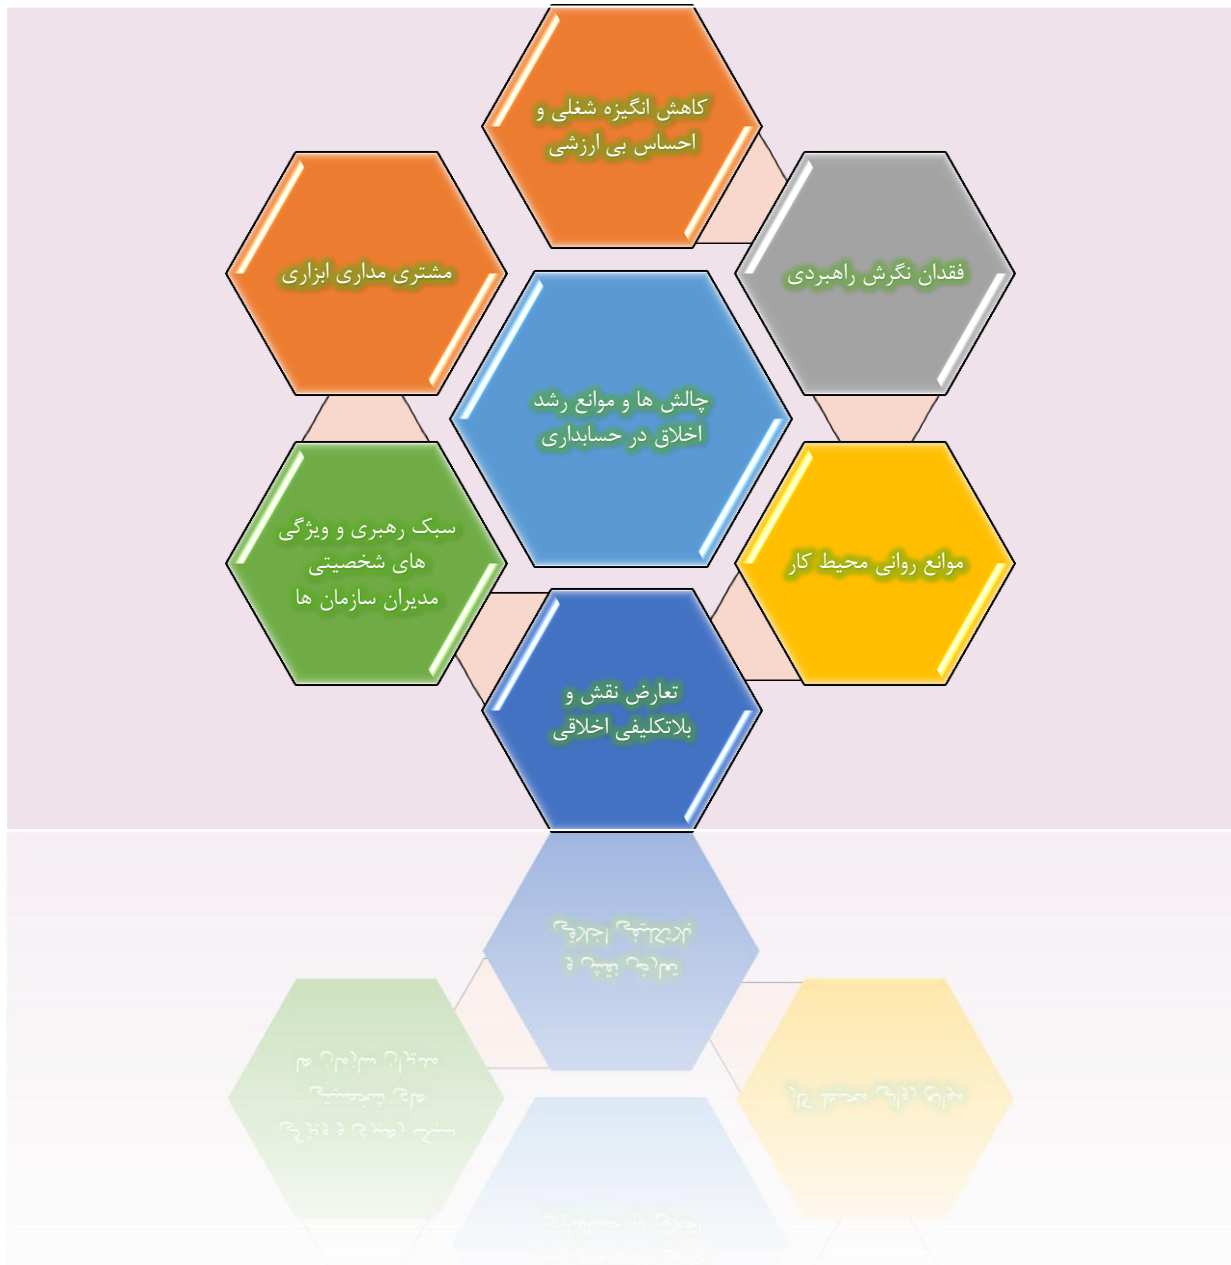 کاهش انگیزه شغلی و
احساس بی ارزشی
فقدان نگرش راهبردی
مشتری مداری ابزاری
چالش ها و موانع رشد
اخلاق در حسابداری
موانع روانی محیط کار
سبک رهبری و ویژگی
های شخصیتی
مدیران سازمان ها
تعارض نقش و
بلاتکلیفی اخلاقی